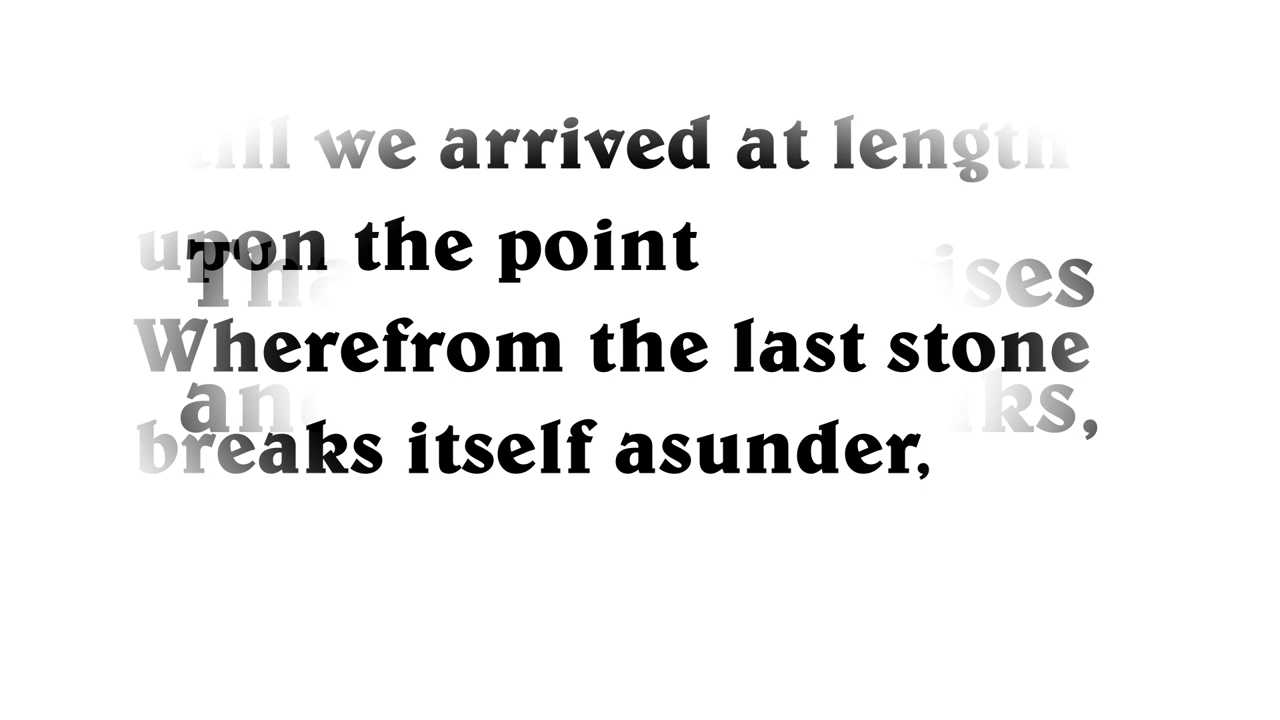 till we arrived at length
upon the point
Wherefrom the last stone
breaks itself asunder,